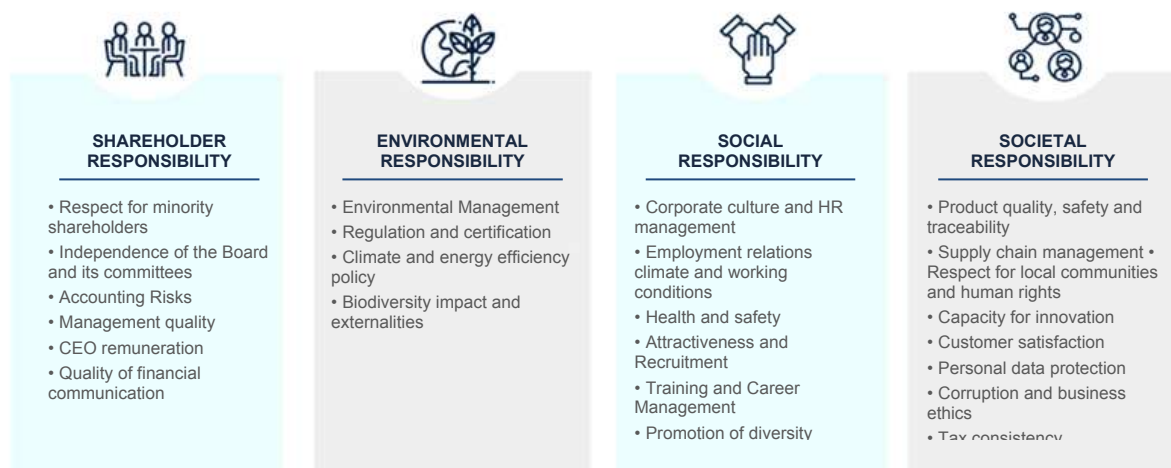 SHAREHOLDER
RESPONSIBILITY
• Respect for minority
shareholders
• Independence of the Board
and its committees
• Accounting Risks
• Management quality
• CEO remuneration
• Quality of financial
communication
ENVIRONMENTAL
RESPONSIBILITY
• Environmental Management
• Regulation and certification
• Climate and energy efficiency
policy
• Biodiversity impact and
externalities
SOCIAL
RESPONSIBILITY
• Corporate culture and HR
management
• Employment relations
climate and working
conditions
• Health and safety
• Attractiveness and
Recruitment
• Training and Career
Management
• Promotion of diversity
SOCIETAL
RESPONSIBILITY
• Product quality, safety and
traceability
• Supply chain management •
Respect for local communities
and human rights
• Capacity for innovation
• Customer satisfaction
• Personal data protection
• Corruption and business
ethics
• Tax consistency